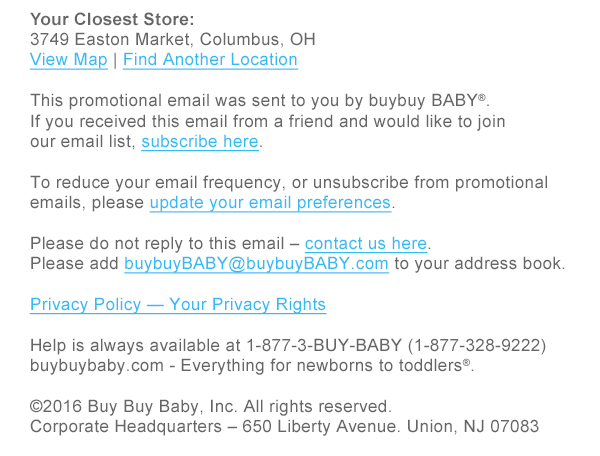 Your Closest Store:
3749 Easton Market, Columbus, OH
View Map | Find Another Location
This promotional email was sent to you by buybuy BABY®.
If you received this email from a friend and would like to join
our email list, subscribe here.
To reduce your email frequency, or unsubscribe from promotional
emails, please update your email preferences.
Please do not reply to this email – contact us here.
Please add buybuyBABY@buybuyBABY.com to your address book.
Privacy Policy — Your Privacy Rights
Help is always available at 1-877-3-BUY-BABY (1-877-328-9222)
buybuybaby.com - Everything for newborns to toddlers®.
©2016 Buy Buy Baby, Inc. All rights reserved.
Corporate Headquarters – 650 Liberty Avenue. Union, NJ 07083